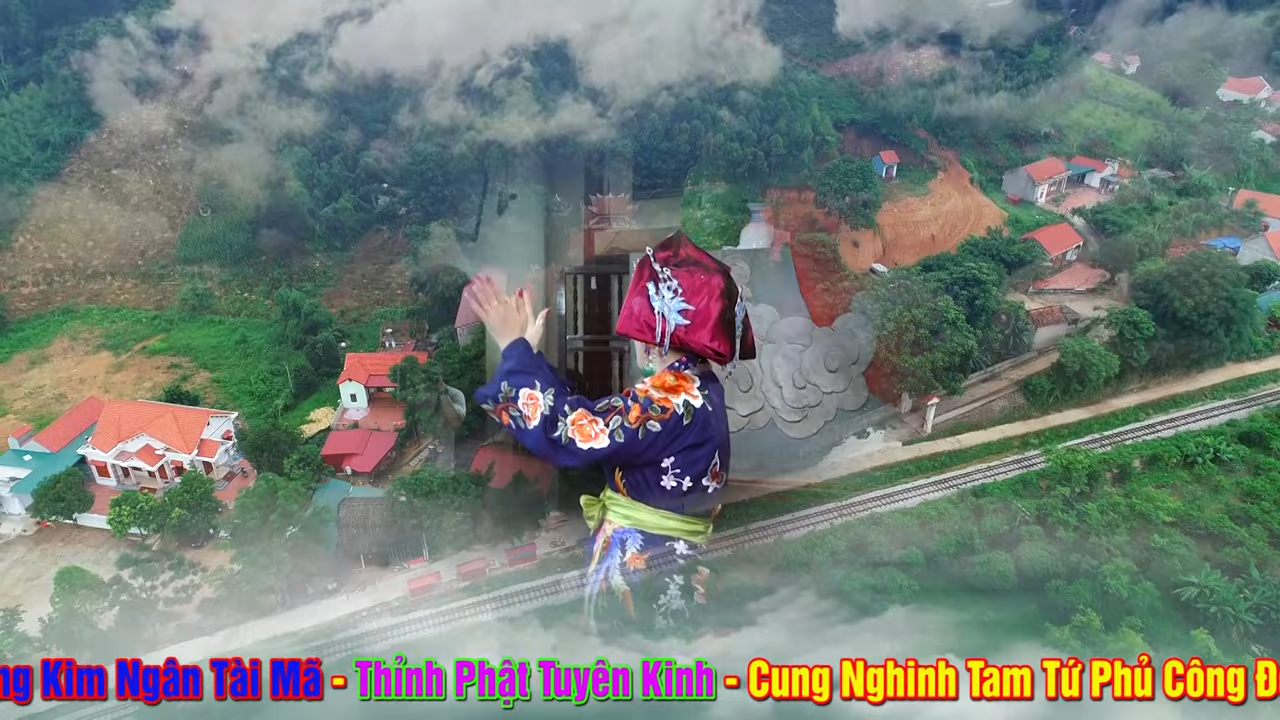 Kim Ngân Tài Mã - Thỉnh Phật Tuyên Kinh - Cung Nghinh Tam Tứ Phủ Công